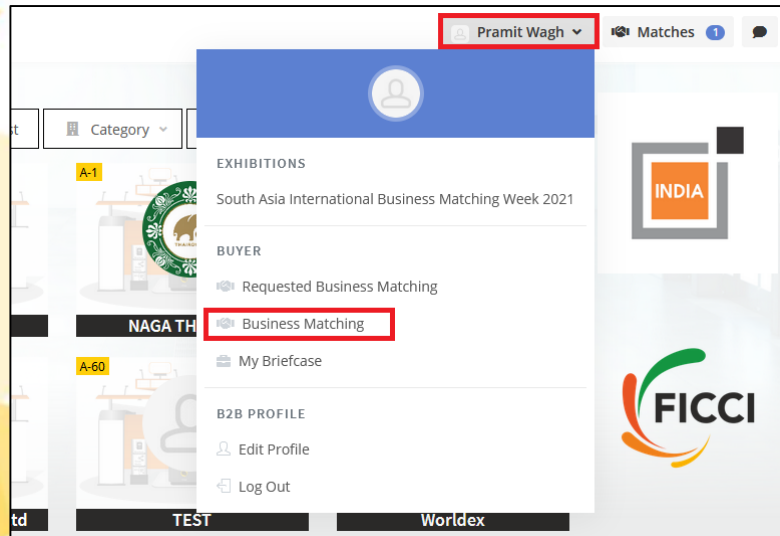 Pramit Wagh
Matches 1
st
Category
EXHIBITIONS
South Asia International Business Matching Week 2021
BUYER
Requested Business Matching
Business Matching
My Briefcase
B2B PROFILE
Edit Profile
Log Out
A-1
NAGA TH
A-60
td
TEST
Worldex
INDIA
FICCI